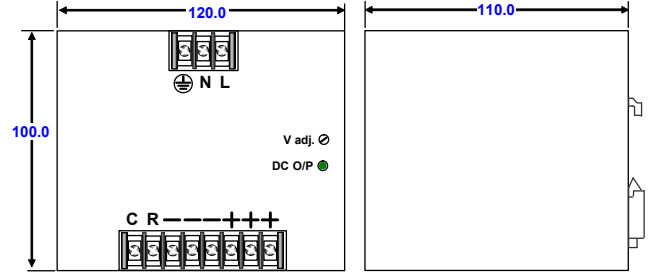 120.0
110.0
N L
100.0
V adj.
DC O/P
C R – – – + + +